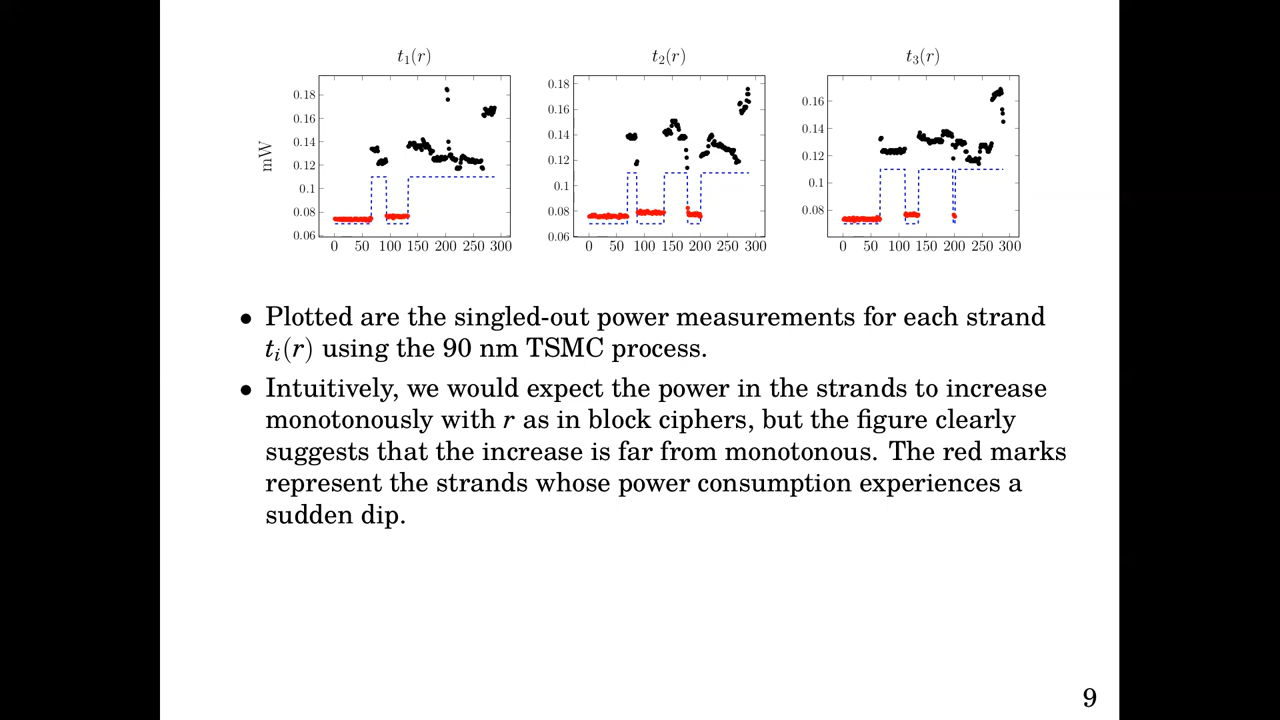 t₁(r) t₂(r) t₃(r)
mW
0.18
0.16
0.14
0.12
0.1
0.08
0.06
0 50 100 150 200 250 300
0.18
0.16
0.14
0.12
0.1
0.08
0.06
0 50 100 150 200 250 300
0.16
0.14
0.12
0.1
0.08
0 50 100 150 200 250 300
• Plotted are the singled-out power measurements for each strand
tᵢ(r) using the 90 nm TSMC process.
• Intuitively, we would expect the power in the strands to increase
monotonously with r as in block ciphers, but the figure clearly
suggests that the increase is far from monotonous. The red marks
represent the strands whose power consumption experiences a
sudden dip.
9